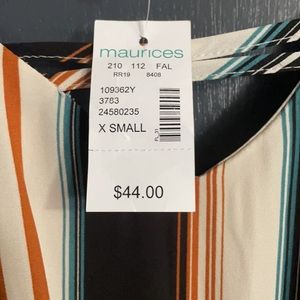 maurices
210 112 FAL
RR19 8408
109362Y
3783
24580235
X SMALL
$44.00